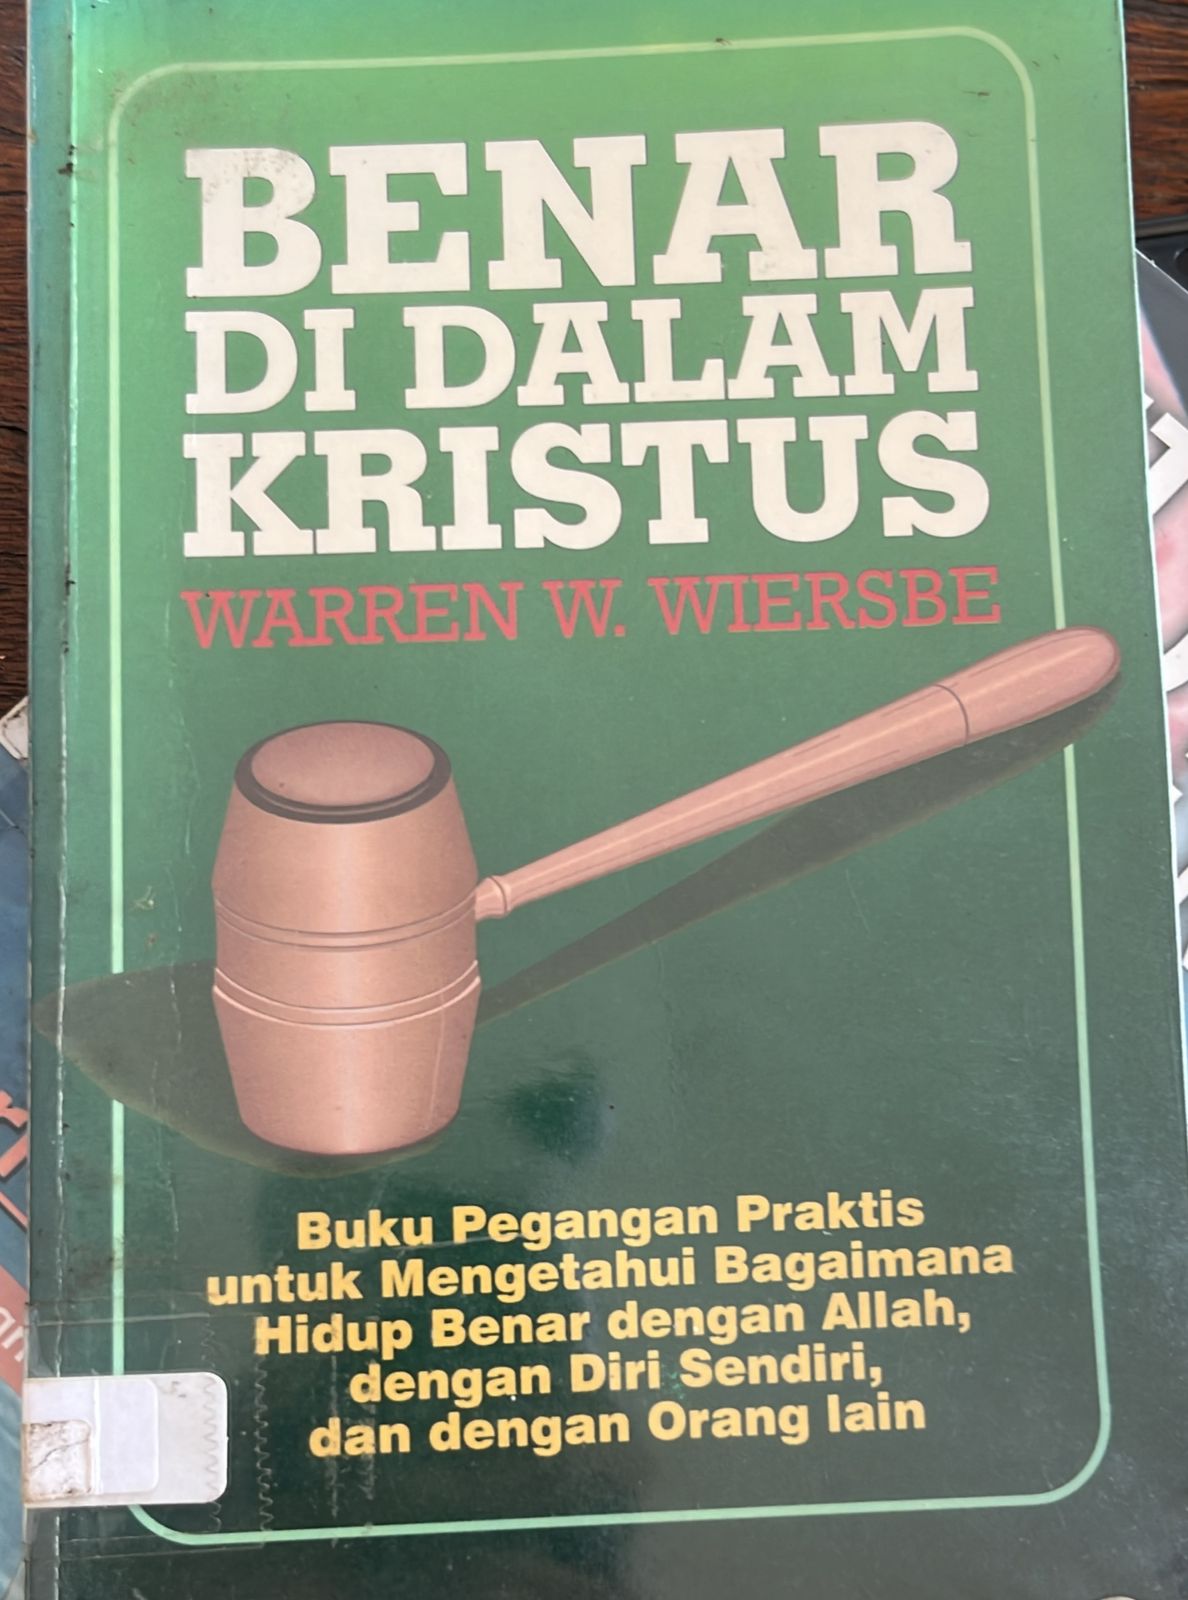 BENAR
DI DALAM
KRISTUS
WARREN W. WIERSBE
Buku Pegangan Praktis
untuk Mengetahui Bagaimana
Hidup Benar dengan Allah,
dengan Diri Sendiri,
dan dengan Orang lain